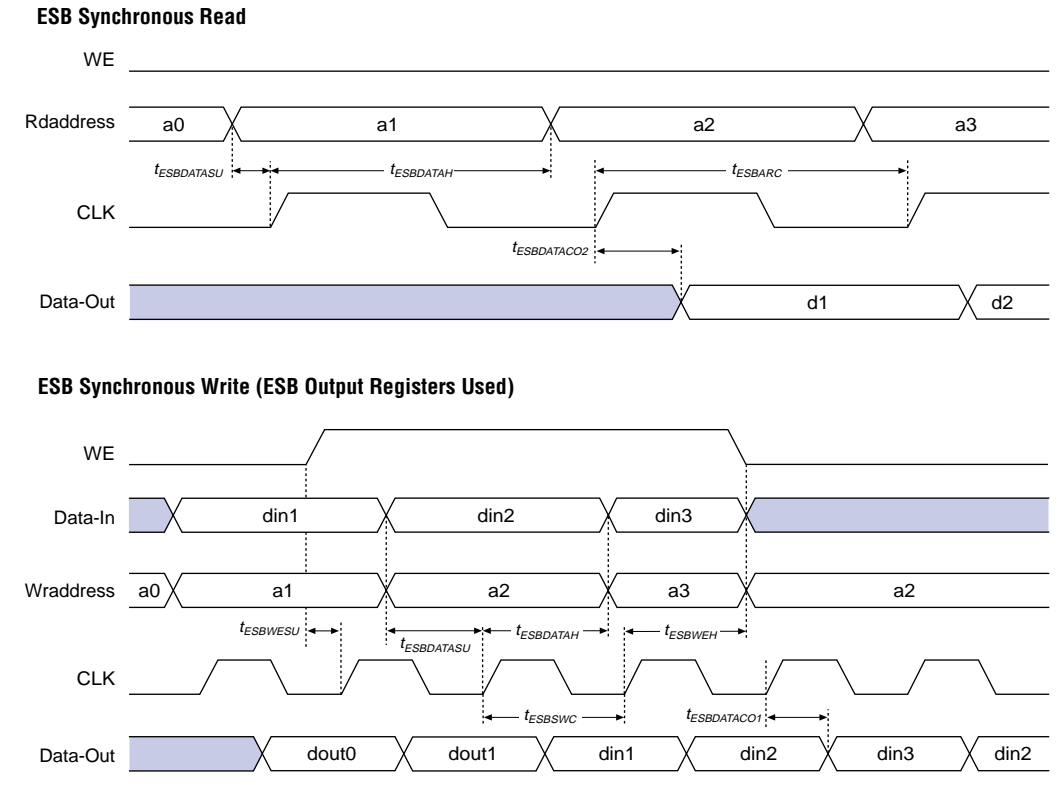 ESB Synchronous Read
WE
Rdaddress a0 a1 a2 a3
tESBDATASU tESBDATAH tESBARC
CLK
tESBDATACO2
Data-Out d1 d2
ESB Synchronous Write (ESB Output Registers Used)
WE
Data-In din1 din2 din3
Wraddress a0 a1 a2 a3 a2
tESBWESU tESBDATASU tESBDATAH tESBWEH
CLK
tESBSWC tESBDATACO1
Data-Out dout0 dout1 din1 din2 din3 din2